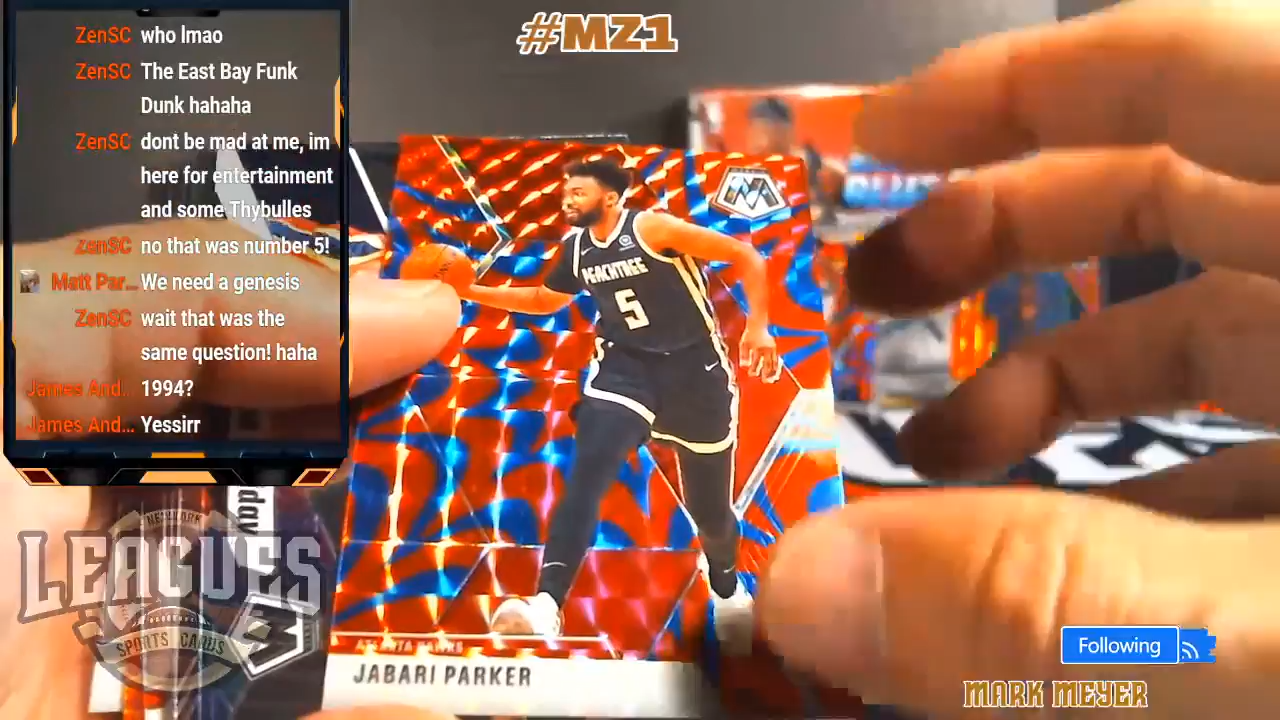 #MZ1
ZenSC who lmao
ZenSC The East Bay Funk
Dunk hahaha
ZenSC dont be mad at me, im
here for entertainment
and some Thybulles
ZenSC no that was number 5!
Matt Par... We need a genesis
ZenSC wait that was the
same question! haha
James And.. 1994?
James And... Yessirr
PEACHTREE
5
ATLANTA HAWKS
JABARI PARKER
day
LEAGUES
SPORTS CARDS
Following
MARK MEYER